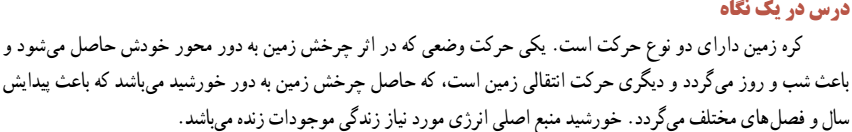 درس در یک نگاه
کره زمین دارای دو نوع حرکت است. یکی حرکت وضعی که در اثر چرخش زمین به دور محور خودش حاصل می‌شود و
باعث شب و روز می‌گردد و دیگری حرکت انتقالی زمین است، که حاصل چرخش زمین به دور خورشید می‌باشد که باعث پیدایش
سال و فصل‌های مختلف می‌گردد. خورشید منبع اصلی انرژی مورد نیاز زندگی موجودات زنده می‌باشد.